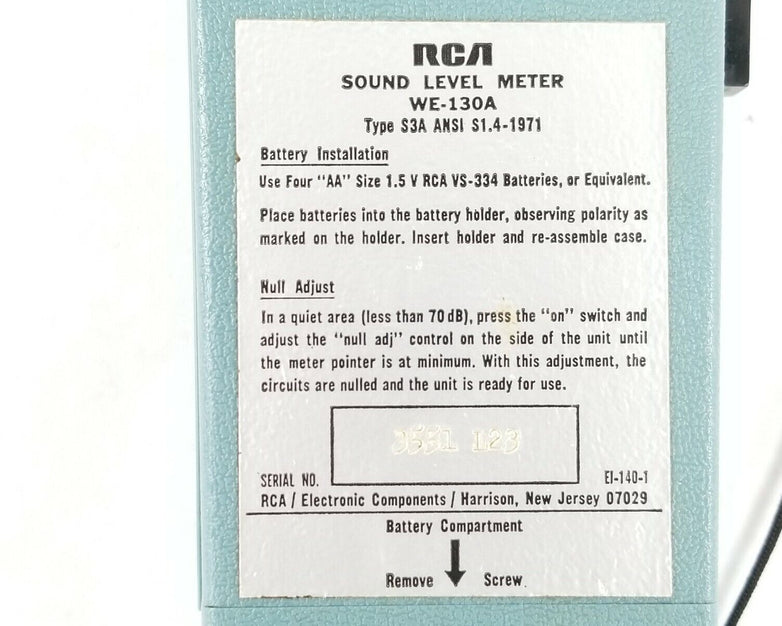 RCA
SOUND LEVEL METER
WE-130A
Type S3A ANSI S1.4-1971
Battery Installation
Use Four "AA" Size 1.5 V RCA VS-334 Batteries, or Equivalent.
Place batteries into the battery holder, observing polarity as
marked on the holder. Insert holder and re-assemble case.
Null Adjust
In a quiet area (less than 70 dB), press the "on" switch and
adjust the "null adj" control on the side of the unit until
the meter pointer is at minimum. With this adjustment, the
circuits are nulled and the unit is ready for use.
123
SERIAL NO. EI-140-1
RCA / Electronic Components / Harrison, New Jersey 07029
Battery Compartment
Remove Screw